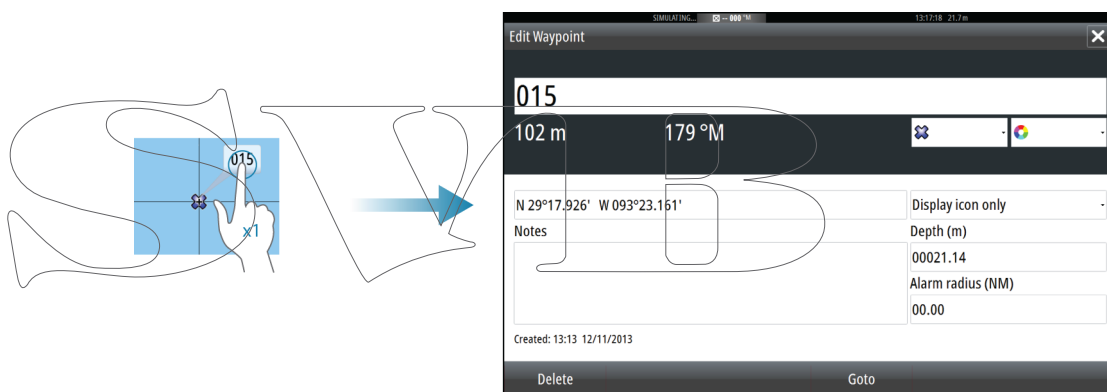 SIMULATING... -- 000 °M 13:17:18 21.7 m
Edit Waypoint
015
102 m 179 °M
015
x1
N 29°17.926' W 093°23.161' Display icon only
Notes Depth (m)
00021.14
Alarm radius (NM)
00.00
Created: 13:13 12/11/2013
Delete Goto
SVB